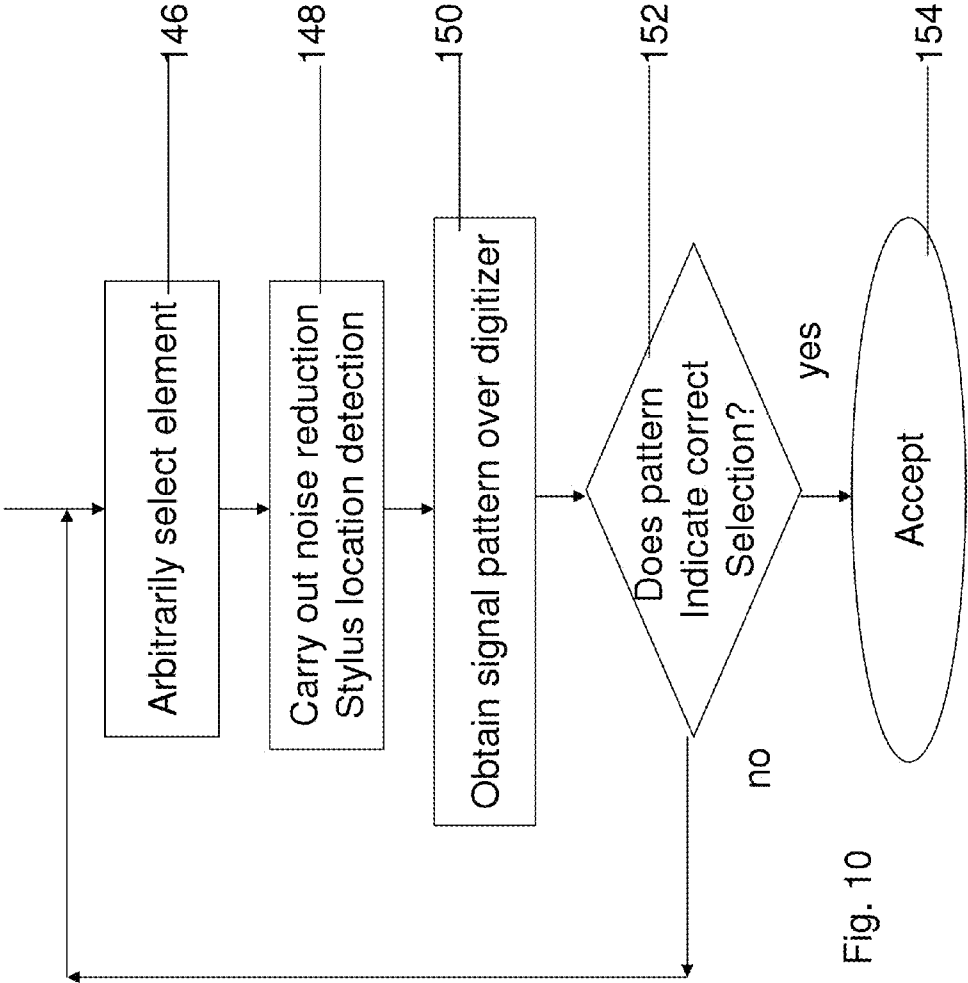 146
Arbitrarily select element
148
Carry out noise reduction
Stylus location detection
150
Obtain signal pattern over digitizer
152
Does pattern
Indicate correct
Selection?
yes
no
154
Accept
Fig. 10